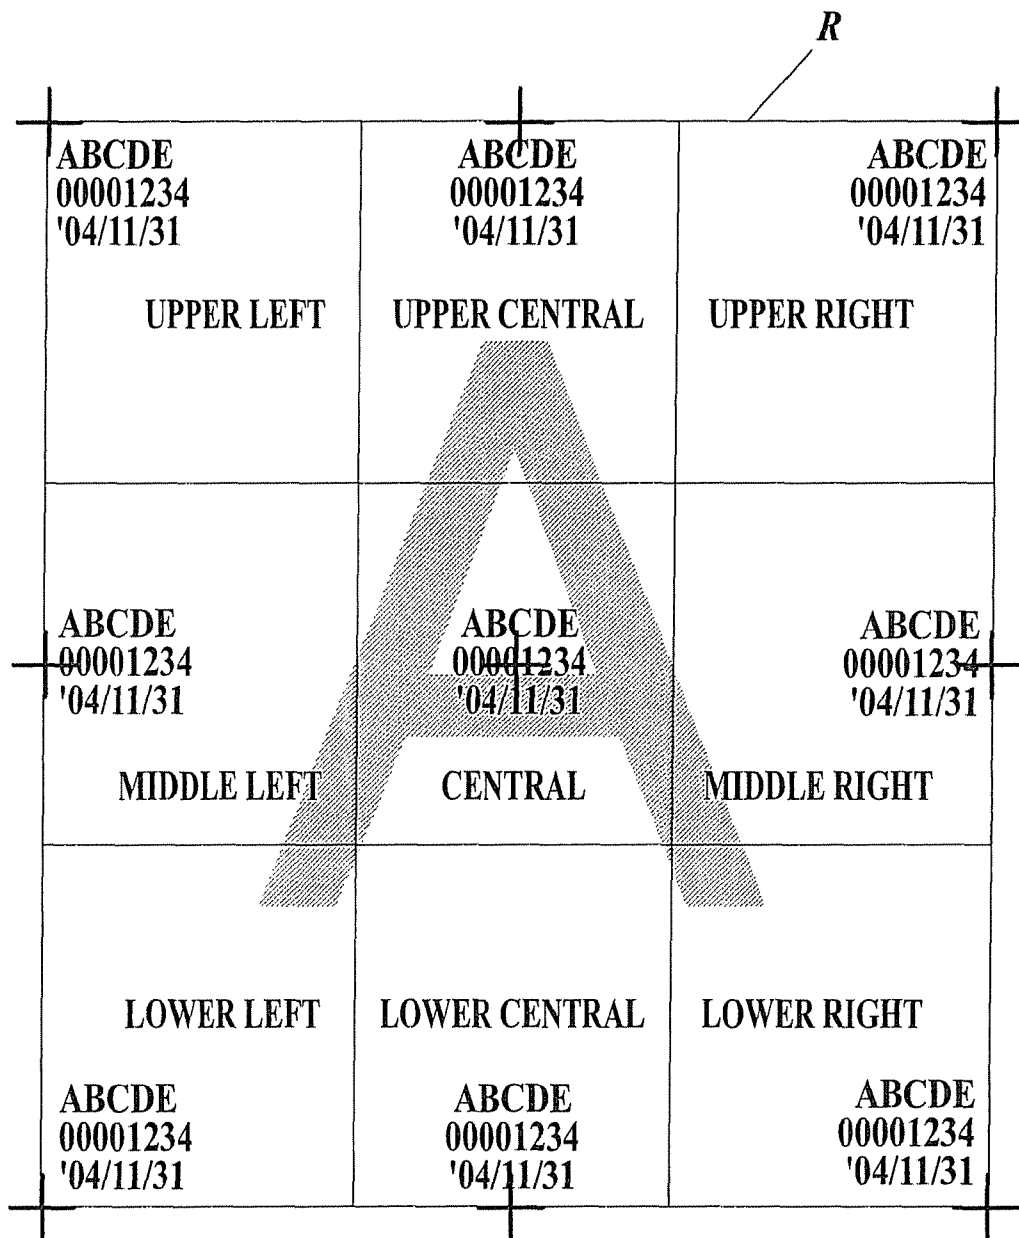 R
ABCDE ABCDE ABCDE
00001234 00001234 00001234
'04/11/31 '04/11/31 '04/11/31
UPPER LEFT UPPER CENTRAL UPPER RIGHT
A
ABCDE ABCDE ABCDE
00001234 00001234 00001234
'04/11/31 '04/11/31 '04/11/31
MIDDLE LEFT CENTRAL MIDDLE RIGHT
LOWER LEFT LOWER CENTRAL LOWER RIGHT
ABCDE ABCDE ABCDE
00001234 00001234 00001234
'04/11/31 '04/11/31 '04/11/31